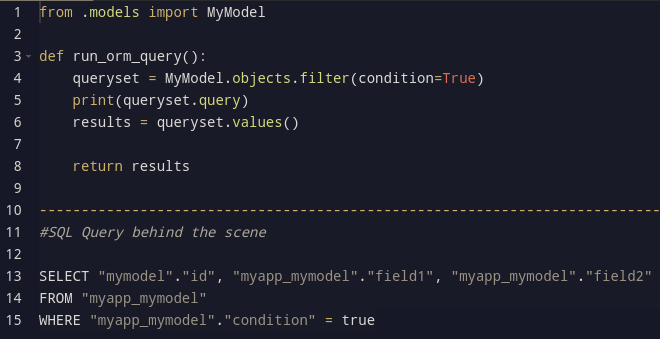 1 from .models import MyModel
2
3 def run_orm_query():
4     queryset = MyModel.objects.filter(condition=True)
5     print(queryset.query)
6     results = queryset.values()
7
8     return results
9
10 --------------------------------------------------------------------------
11 #SQL Query behind the scene
12
13 SELECT "mymodel"."id", "myapp_mymodel"."field1", "myapp_mymodel"."field2"
14 FROM "myapp_mymodel"
15 WHERE "myapp_mymodel"."condition" = true